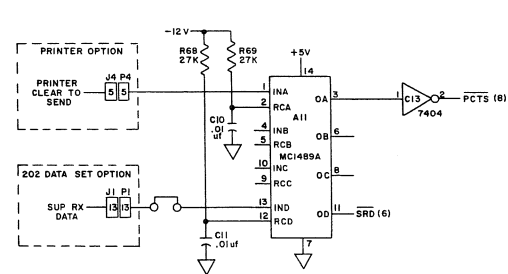 -12V
PRINTER OPTION
R68
27K
R69
27K
+5V
J4 P4
14
PRINTER
CLEAR TO
SEND
5 5
1 INA
OA 3
1 C13 2
PCTS (8)
2 RCA
7404
A11
C10
.01
uf
4 INB
OB 6
5 RCB
MC1489A
202 DATA SET OPTION
10 INC
OC 8
9 RCC
J1 P1
SUP RX
DATA
13 13
13 IND
OD 11
SRD (6)
12 RCD
C11
.01uf
7